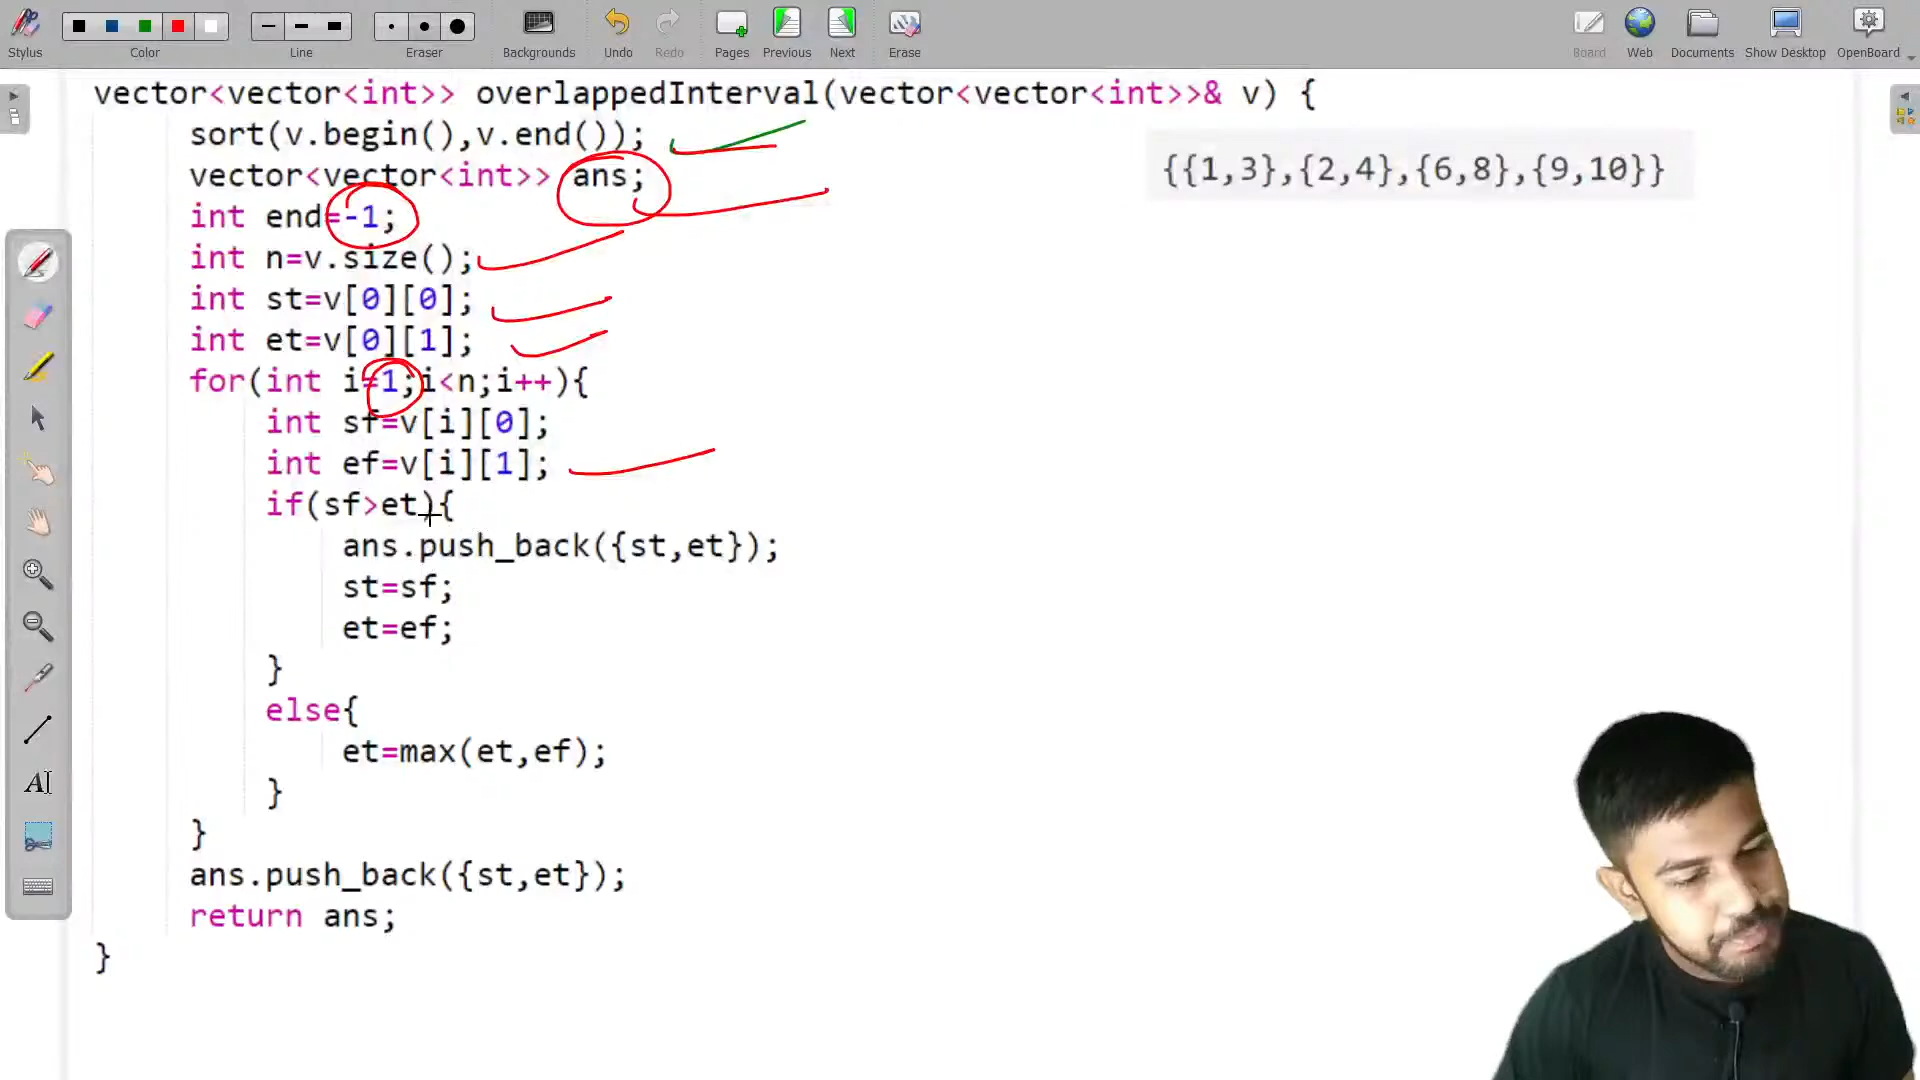 Stylus
Color
Line
Eraser
Backgrounds
Undo
Redo
Pages
Previous
Next
Erase
Board
Web
Documents
Show Desktop
OpenBoard
vector<vector<int>> overlappedInterval(vector<vector<int>>& v) {
sort(v.begin(),v.end());
vector<vector<int>> ans;
int end=-1;
int n=v.size();
int st=v[0][0];
int et=v[0][1];
for(int i=1;i<n;i++){
int sf=v[i][0];
int ef=v[i][1];
if(sf>et){
ans.push_back({st,et});
st=sf;
et=ef;
}
else{
et=max(et,ef);
}
}
ans.push_back({st,et});
return ans;
}
{{1,3},{2,4},{6,8},{9,10}}
AI